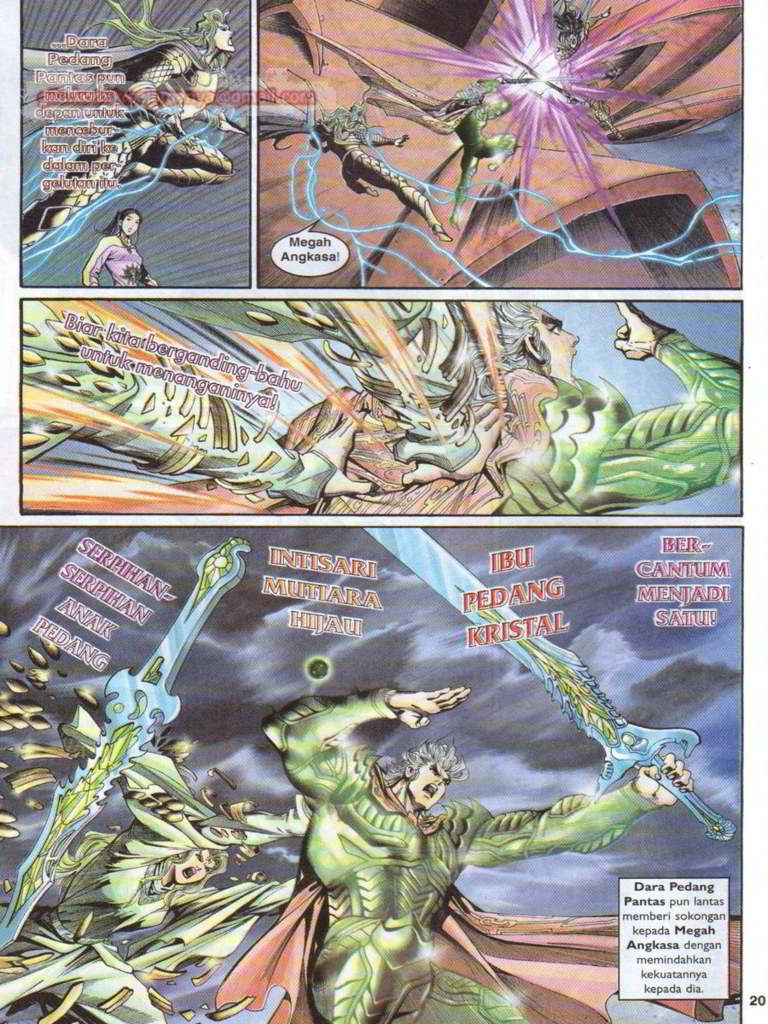 ...Dara
Pedang
Pantas pun
meluru ke
depan untuk
mencebur-
kan diri ke
dalam per-
gelutan itu.
Megah
Angkasa!
Biar kita berganding-bahu
untuk menanganinya!
SERPIHAN-
SERPIHAN
ANAK
PEDANG
INTISARI
MUTIARA
HIJAU
IBU
PEDANG
KRISTAL
BER-
CANTUM
MENJADI
SATU!
Dara Pedang
Pantas pun lantas
memberi sokongan
kepada Megah
Angkasa dengan
memindahkan
kekuatannya
kepada dia.
20